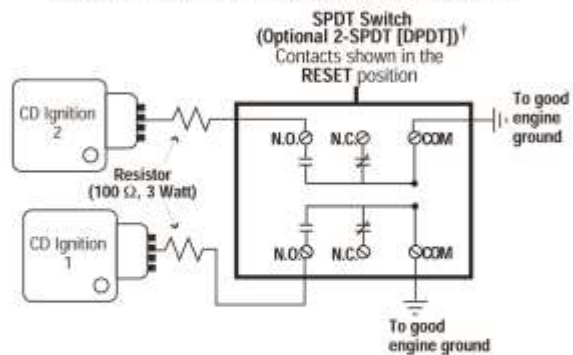 SPDT Switch
(Optional 2-SPDT [DPDT])†
Contacts shown in the
RESET position
To good
engine
ground
CD Ignition
2
N.O.
N.C.
COM
Resistor
(100 Ω, 3 Watt)
CD Ignition
1
N.O.
N.C.
COM
To good
engine ground